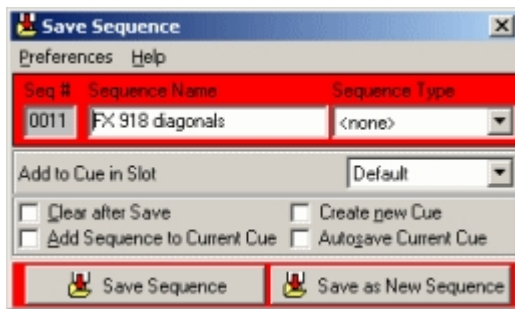 Save Sequence
Preferences Help
Seq # Sequence Name Sequence Type
0011 FX 918 diagonals <none>
Add to Cue in Slot Default
Clear after Save Create new Cue
Add Sequence to Current Cue Autosave Current Cue
Save Sequence Save as New Sequence